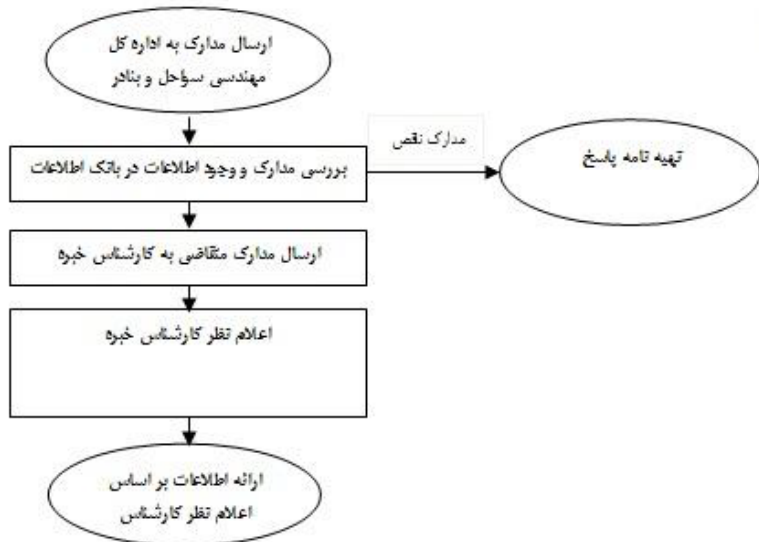 ارسال مدارک به اداره کل
مهندسی سواحل و بنادر
مدارک نقص
بررسی مدارک و وجود اطلاعات در بانک اطلاعات
تهیه نامه پاسخ
ارسال مدارک متقاضی به کارشناس خبره
اعلام نظر کارشناس خبره
ارائه اطلاعات بر اساس
اعلام نظر کارشناس